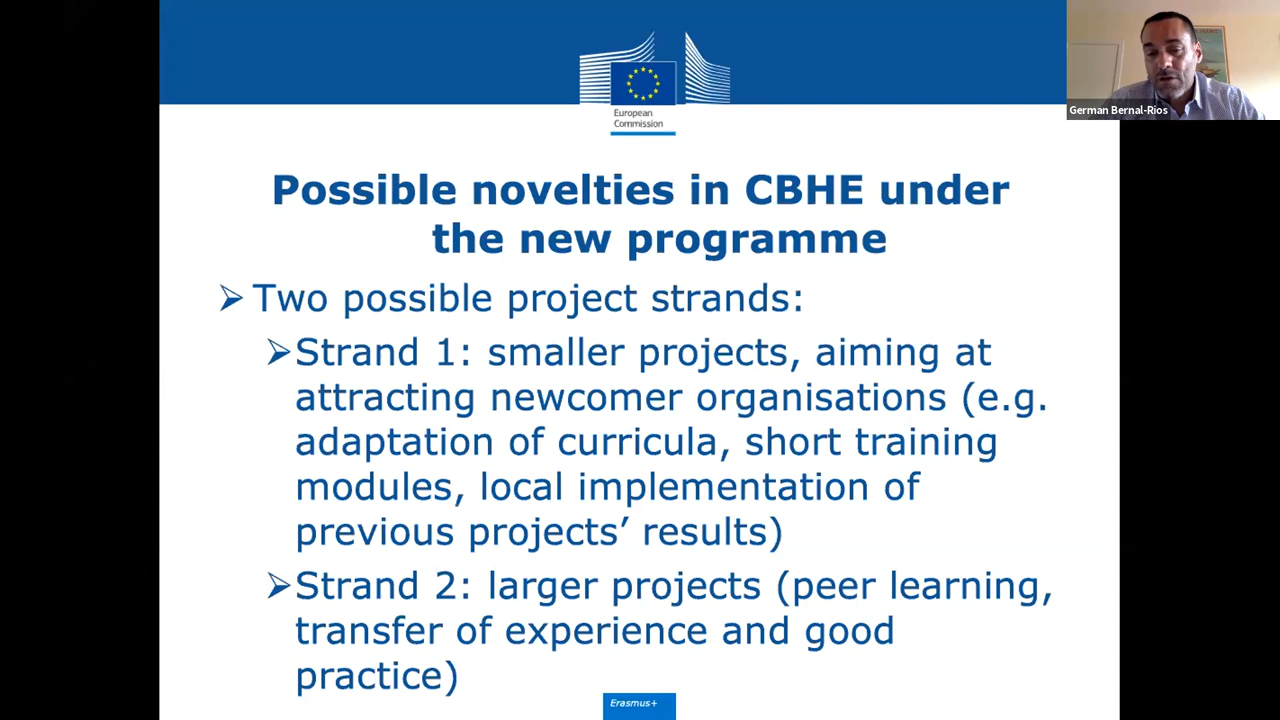 European
Commission
German Bernal-Rios
Possible novelties in CBHE under
the new programme
Two possible project strands:
Strand 1: smaller projects, aiming at
attracting newcomer organisations (e.g.
adaptation of curricula, short training
modules, local implementation of
previous projects’ results)
Strand 2: larger projects (peer learning,
transfer of experience and good
practice)
Erasmus+